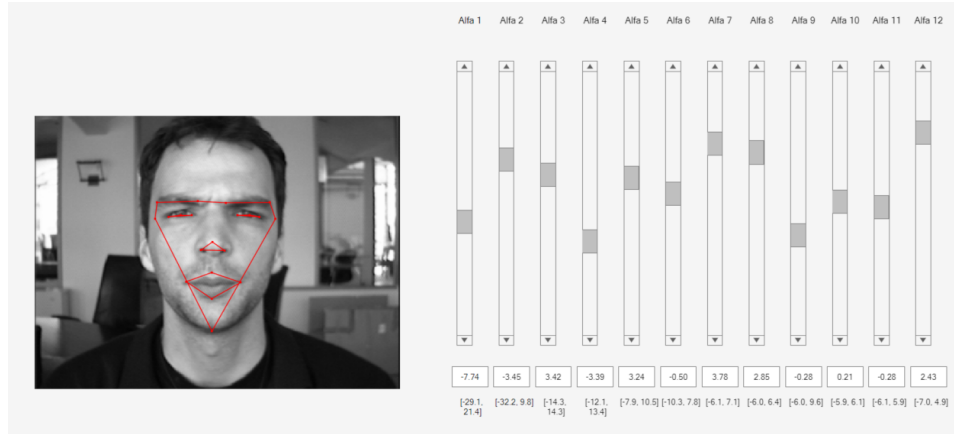 Alfa 1 Alfa 2 Alfa 3 Alfa 4 Alfa 5 Alfa 6 Alfa 7 Alfa 8 Alfa 9 Alfa 10 Alfa 11 Alfa 12
-7.74 -3.45 3.42 -3.39 3.24 -0.50 3.78 2.85 -0.28 0.21 -0.28 2.43
[-29.1, [-32.2, 9.8] [-14.3, [-12.1, [-7.9, 10.5] [-10.3, 7.8] [-6.1, 7.1] [-6.0, 6.4] [-6.0, 9.6] [-5.9, 6.1] [-6.1, 5.9] [-7.0, 4.9]
21.4] 14.3] 13.4]